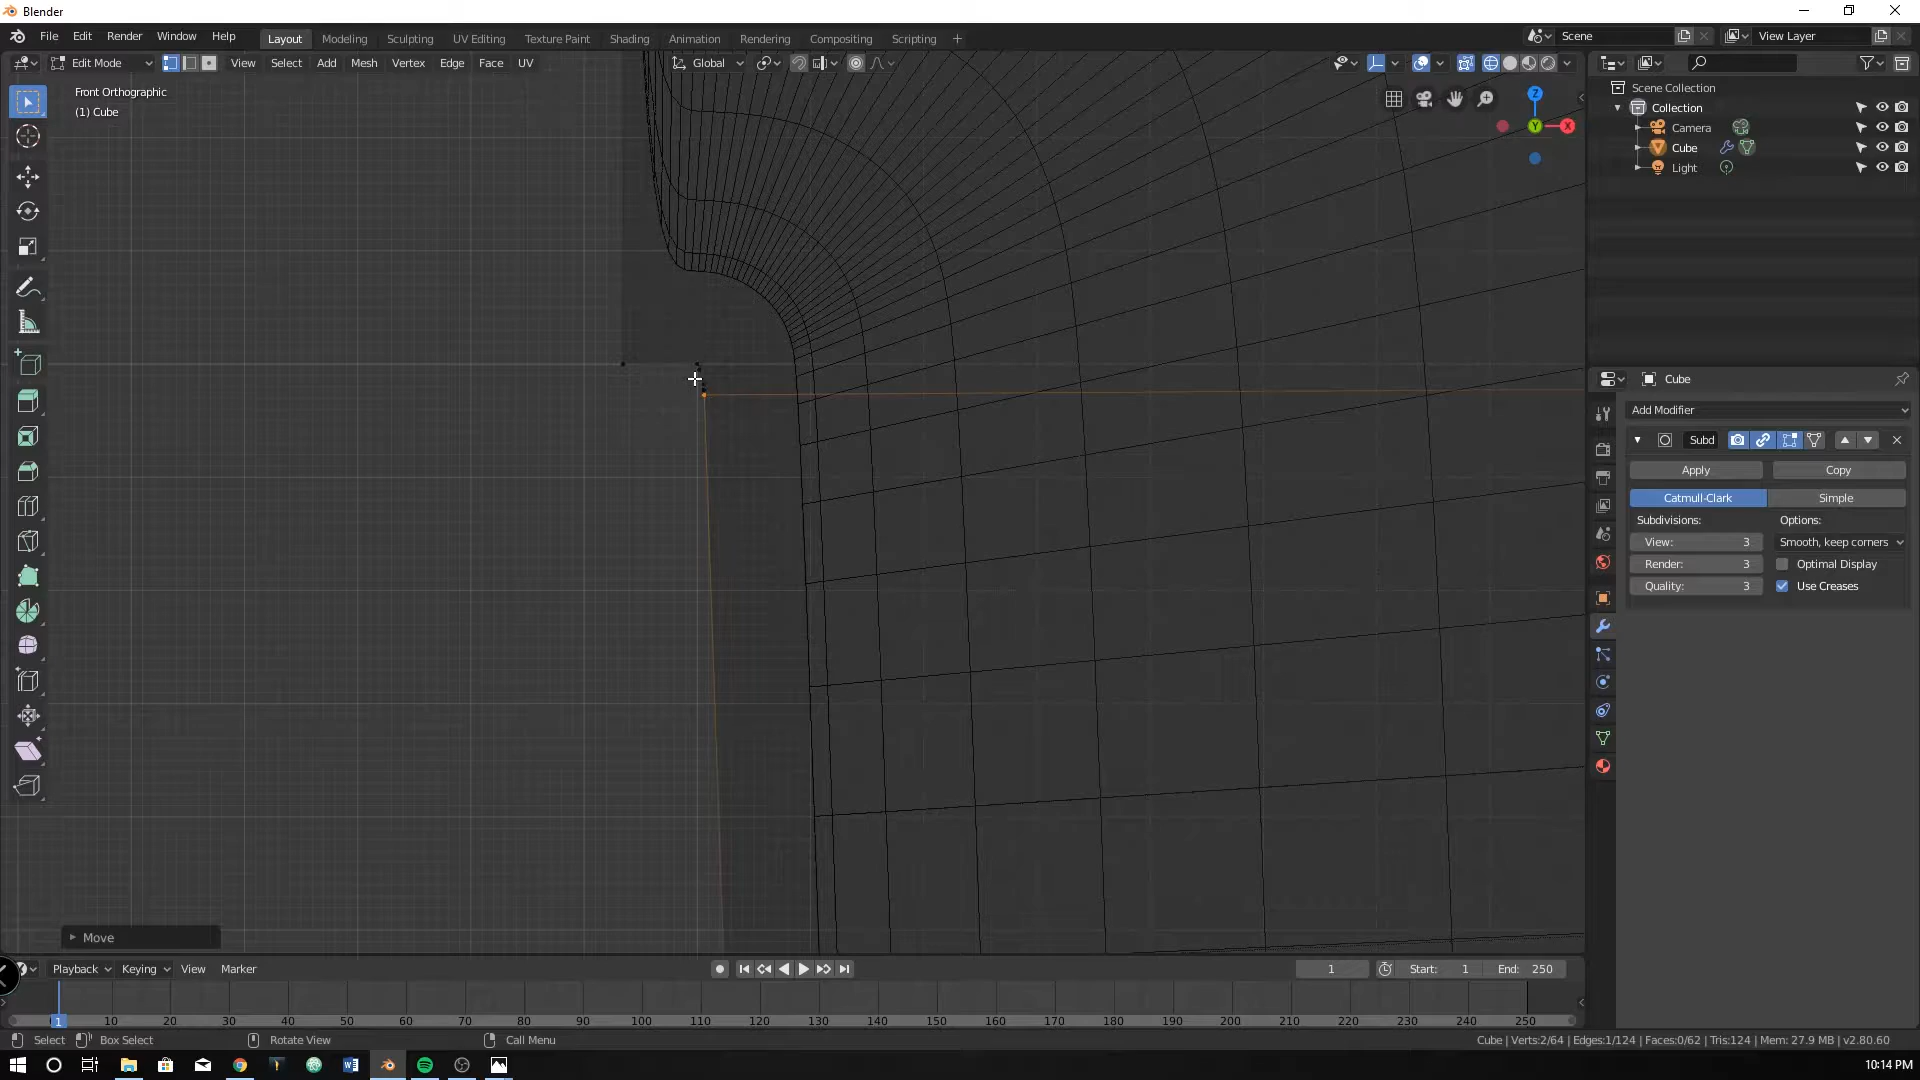 Blender
File Edit Render Window Help Layout Modeling Sculpting UV Editing Texture Paint Shading Animation Rendering Compositing Scripting + Scene View Layer
Edit Mode View Select Add Mesh Vertex Edge Face UV Global
Front Orthographic
(1) Cube
Z
Y
X
Scene Collection
Collection
Camera
Cube
Light
Cube
Add Modifier
Subd
Apply Copy
Catmull-Clark Simple
Subdivisions: Options:
View: 3 Smooth, keep corners
Render: 3 Optimal Display
Quality: 3 Use Creases
Move
Playback Keying View Marker 1 Start: 1 End: 250
1 10 20 30 40 50 60 70 80 90 100 110 120 130 140 150 160 170 180 190 200 210 220 230 240 250
Select Box Select Rotate View Call Menu Cube | Verts:2/64 | Edges:1/124 | Faces:0/62 | Tris:124 | Mem: 27.9 MB | v2.80.60
10:14 PM